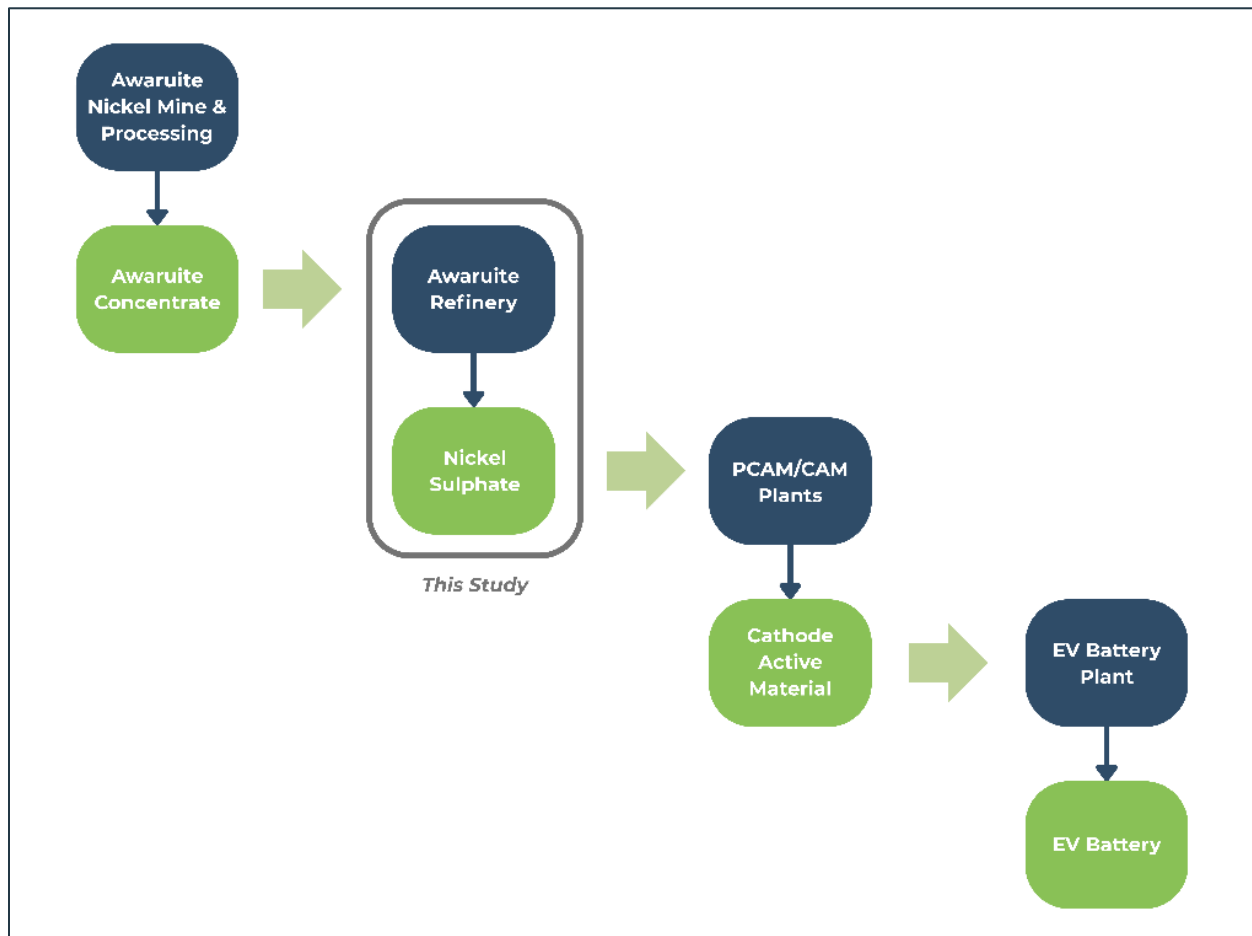 Awaruite
Nickel Mine &
Processing
Awaruite
Concentrate
Awaruite
Refinery
Nickel
Sulphate
This Study
PCAM/CAM
Plants
Cathode
Active
Material
EV Battery
Plant
EV Battery